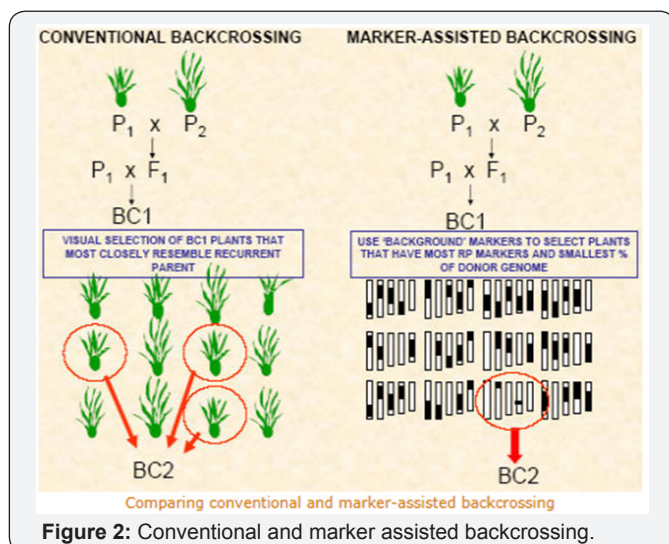 CONVENTIONAL BACKCROSSING
P1 x P2
P1 x F1
BC1
VISUAL SELECTION OF BC1 PLANTS THAT
MOST CLOSELY RESEMBLE RECURRENT
PARENT
BC2
MARKER-ASSISTED BACKCROSSING
P1 x P2
P1 x F1
BC1
USE 'BACKGROUND' MARKERS TO SELECT PLANTS
THAT HAVE MOST RP MARKERS AND SMALLEST %
OF DONOR GENOME
BC2
Comparing conventional and marker-assisted backcrossing
Figure 2: Conventional and marker assisted backcrossing.